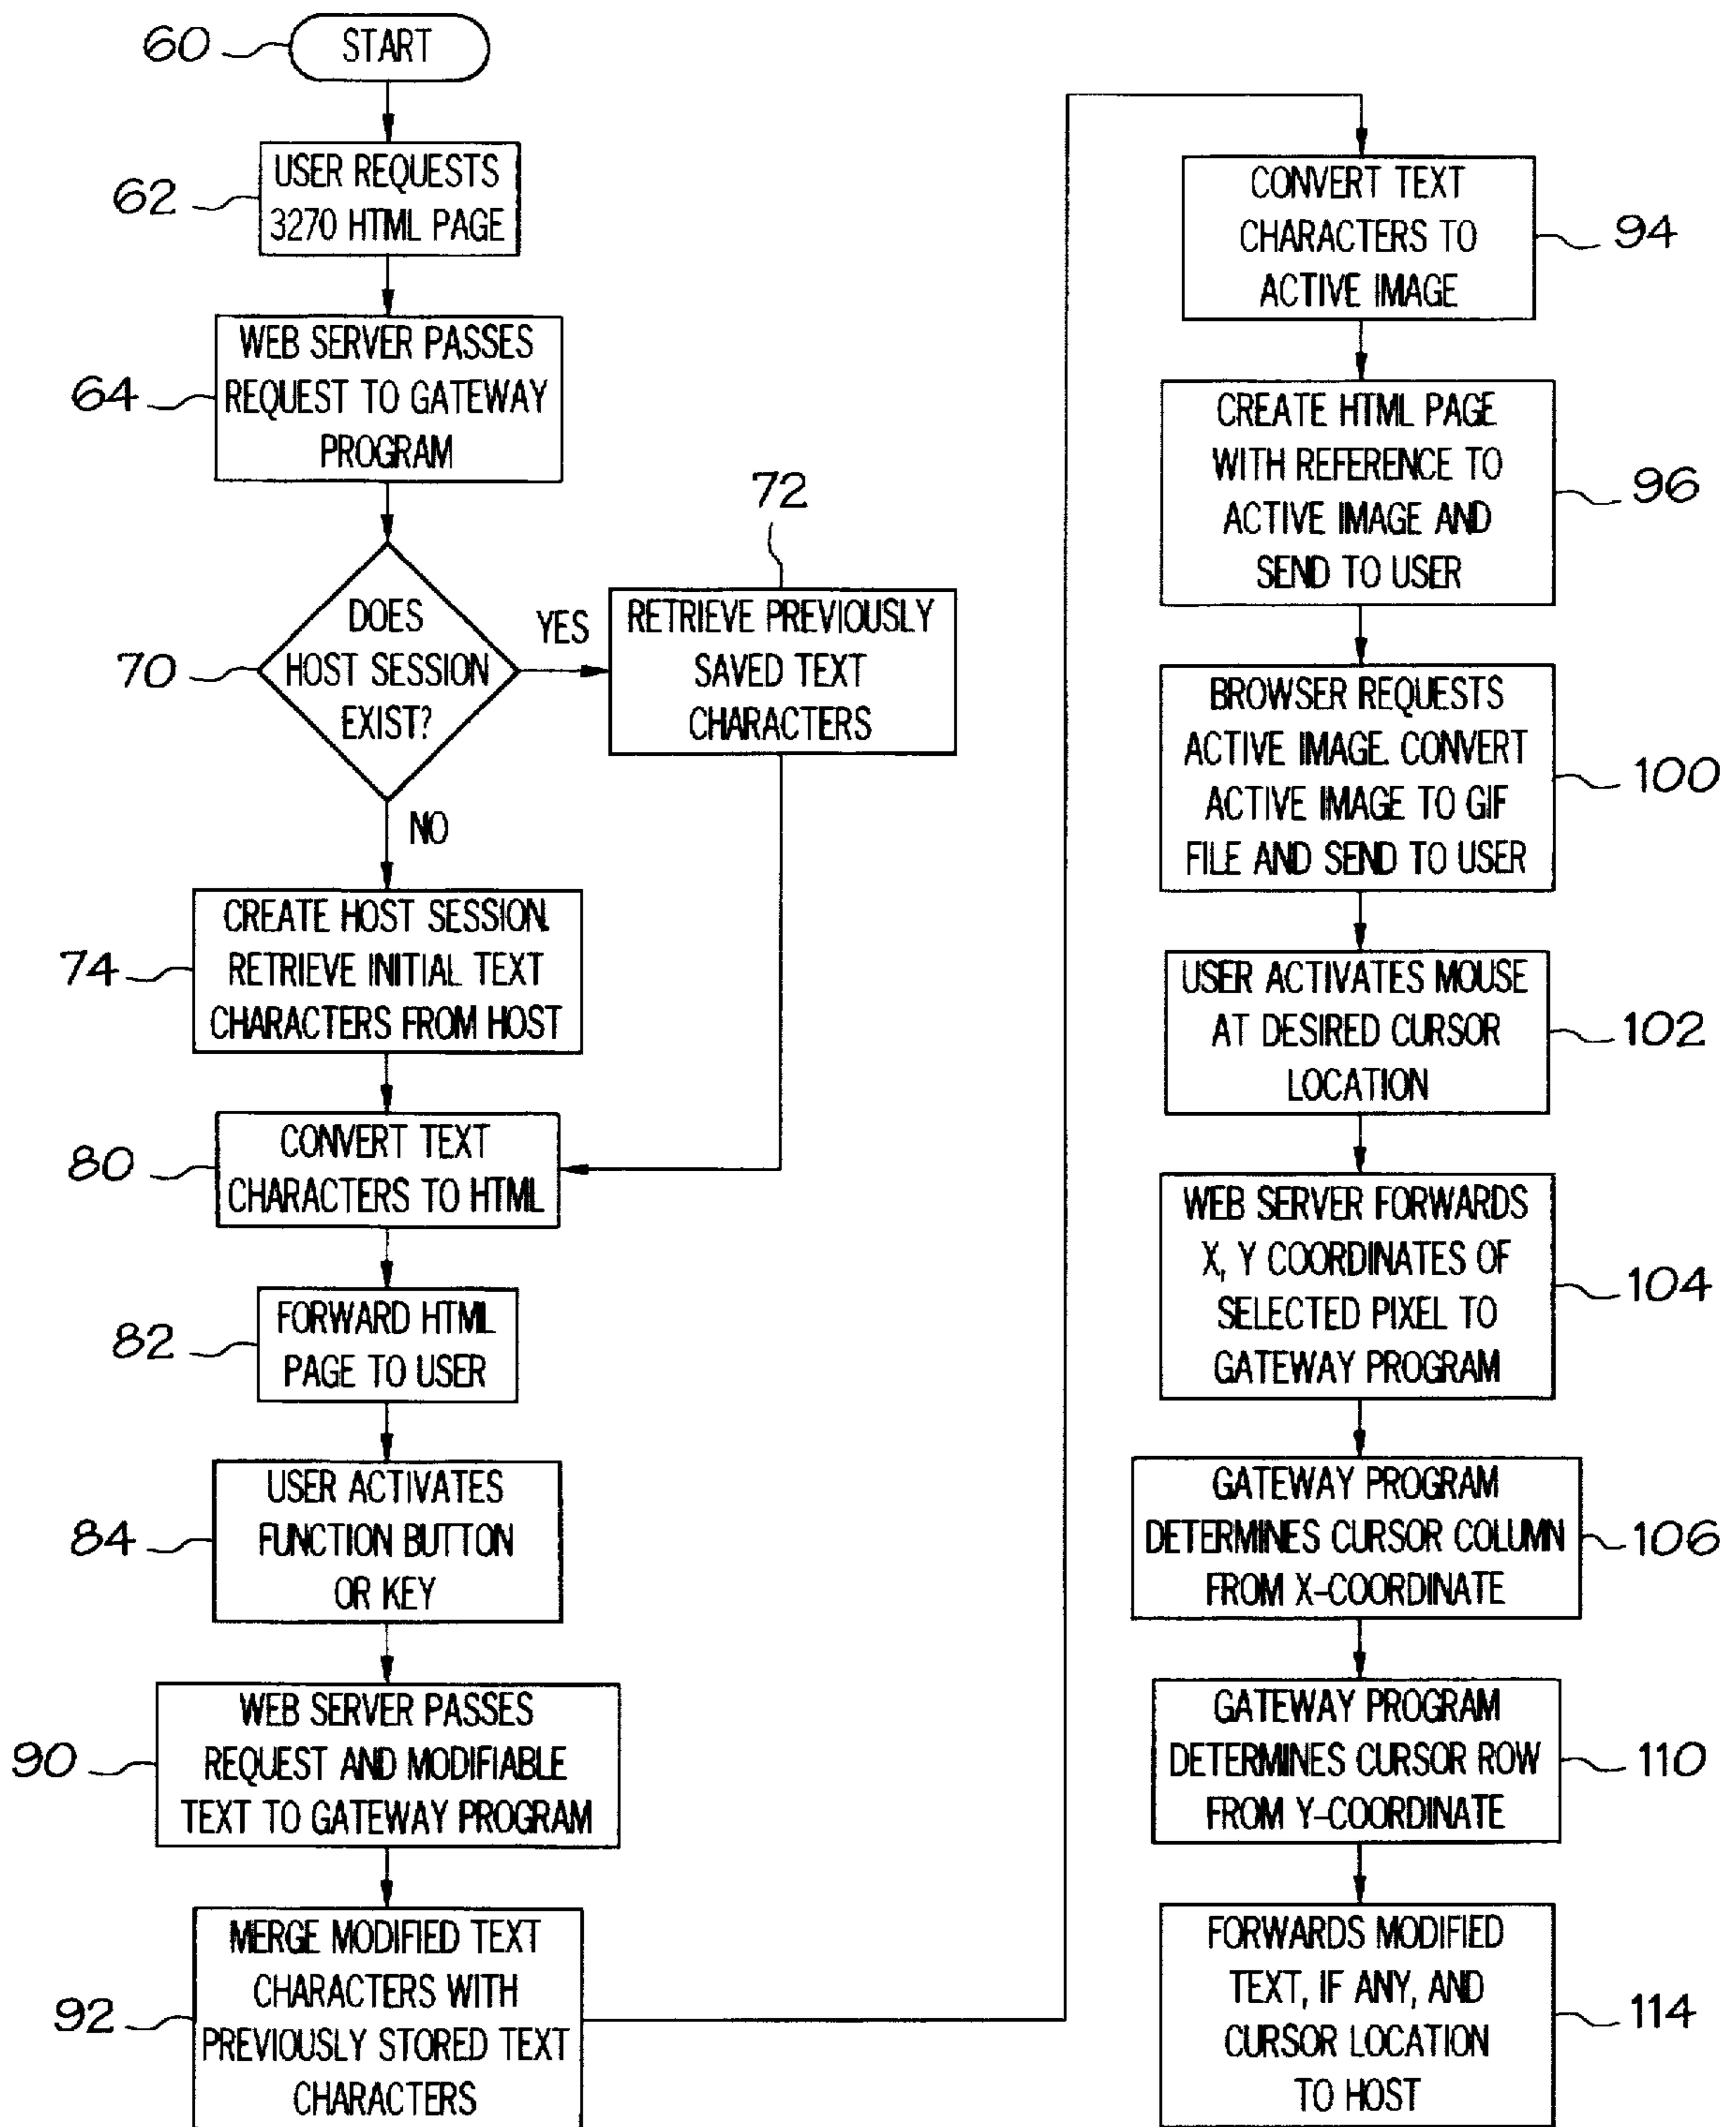 60
START
62
USER REQUESTS
3270 HTML PAGE
64
WEB SERVER PASSES
REQUEST TO GATEWAY
PROGRAM
70
DOES
HOST SESSION
EXIST?
YES
72
RETRIEVE PREVIOUSLY
SAVED TEXT
CHARACTERS
NO
74
CREATE HOST SESSION.
RETRIEVE INITIAL TEXT
CHARACTERS FROM HOST
80
CONVERT TEXT
CHARACTERS TO HTML
82
FORWARD HTML
PAGE TO USER
84
USER ACTIVATES
FUNCTION BUTTON
OR KEY
90
WEB SERVER PASSES
REQUEST AND MODIFIABLE
TEXT TO GATEWAY PROGRAM
92
MERGE MODIFIED TEXT
CHARACTERS WITH
PREVIOUSLY STORED TEXT
CHARACTERS
CONVERT TEXT
CHARACTERS TO
ACTIVE IMAGE
94
CREATE HTML PAGE
WITH REFERENCE TO
ACTIVE IMAGE AND
SEND TO USER
96
BROWSER REQUESTS
ACTIVE IMAGE. CONVERT
ACTIVE IMAGE TO GIF
FILE AND SEND TO USER
100
USER ACTIVATES MOUSE
AT DESIRED CURSOR
LOCATION
102
WEB SERVER FORWARDS
X, Y COORDINATES OF
SELECTED PIXEL TO
GATEWAY PROGRAM
104
GATEWAY PROGRAM
DETERMINES CURSOR COLUMN
FROM X-COORDINATE
106
GATEWAY PROGRAM
DETERMINES CURSOR ROW
FROM Y-COORDINATE
110
FORWARDS MODIFIED
TEXT, IF ANY, AND
CURSOR LOCATION
TO HOST
114